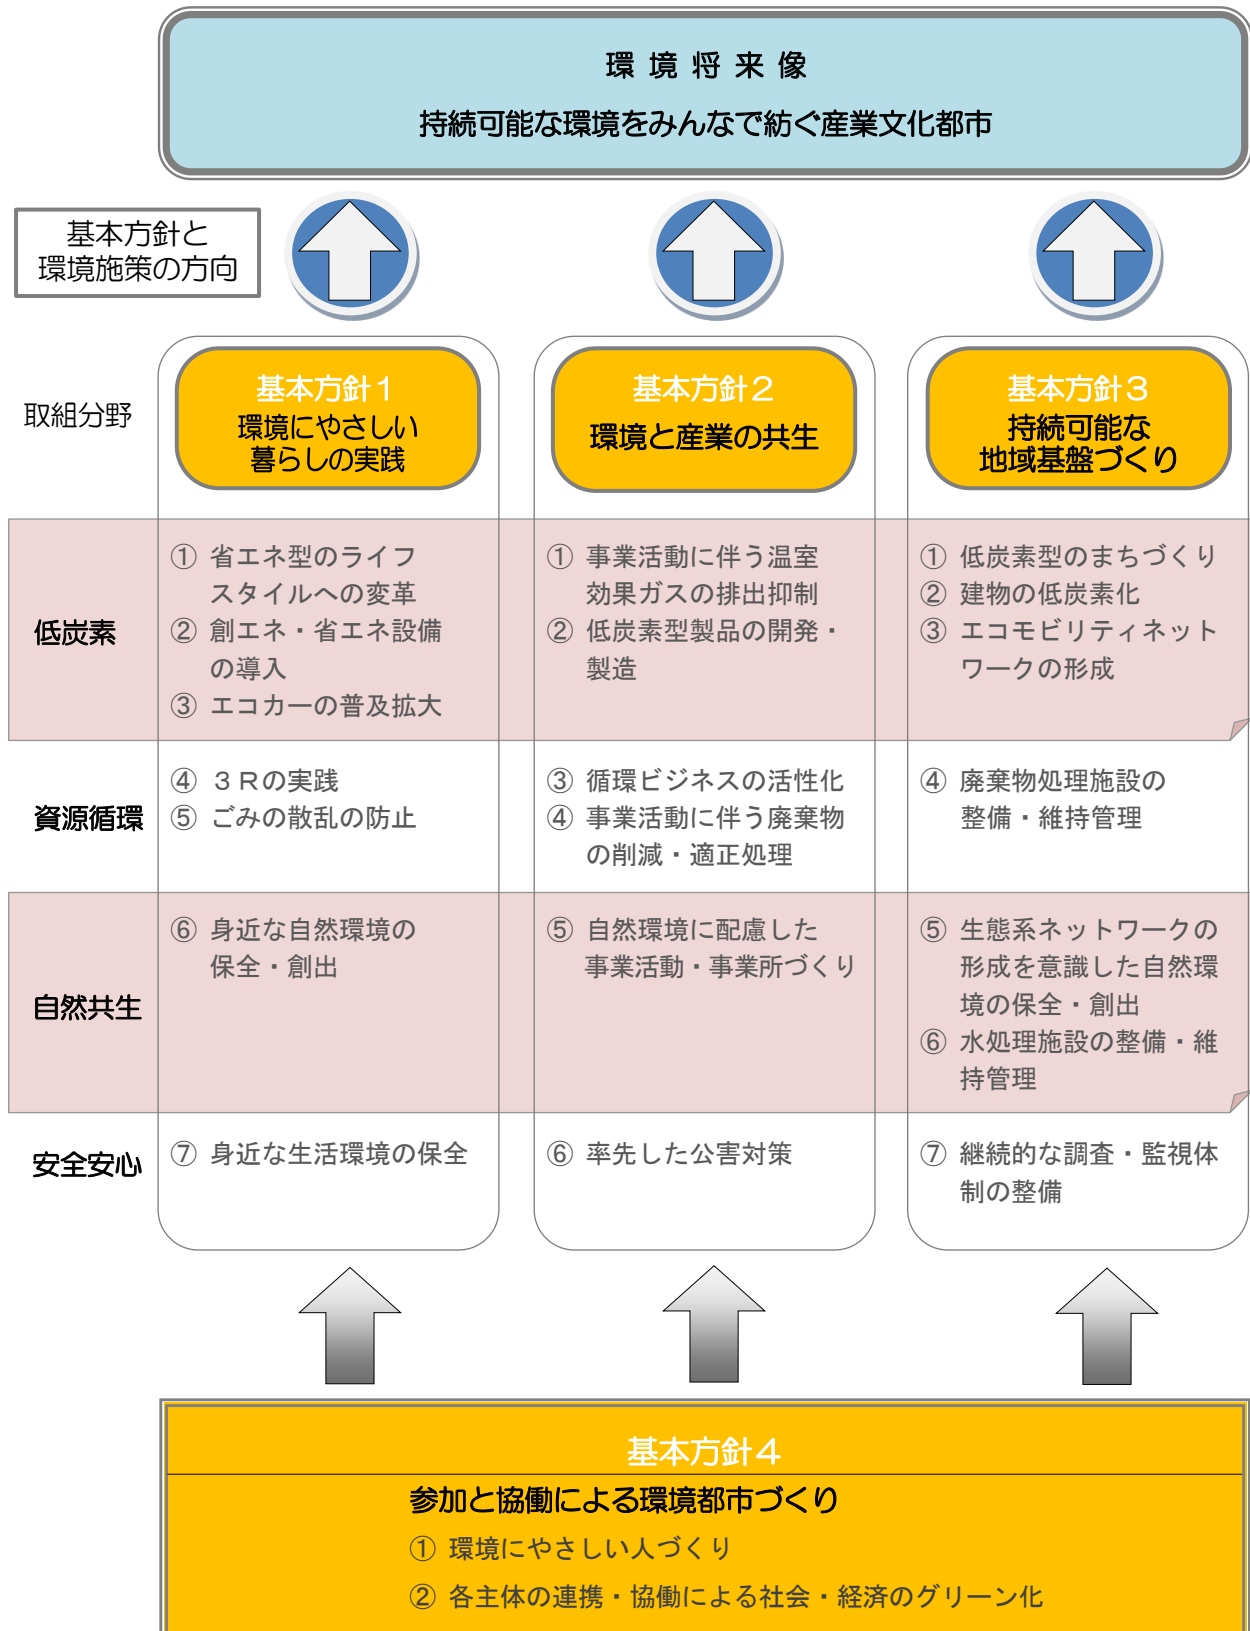 環境将来像
持続可能な環境をみんなで紡ぐ産業文化都市
基本方針と
環境施策の方向
取組分野
基本方針１
環境にやさしい
暮らしの実践
基本方針２
環境と産業の共生
基本方針３
持続可能な
地域基盤づくり
低炭素
① 省エネ型のライフ
スタイルへの変革
② 創エネ・省エネ設備
の導入
③ エコカーの普及拡大
① 事業活動に伴う温室
効果ガスの排出抑制
② 低炭素型製品の開発・
製造
① 低炭素型のまちづくり
② 建物の低炭素化
③ エコモビリティネット
ワークの形成
資源循環
④ ３Ｒの実践
⑤ ごみの散乱の防止
③ 循環ビジネスの活性化
④ 事業活動に伴う廃棄物
の削減・適正処理
④ 廃棄物処理施設の
整備・維持管理
自然共生
⑥ 身近な自然環境の
保全・創出
⑤ 自然環境に配慮した
事業活動・事業所づくり
⑤ 生態系ネットワークの
形成を意識した自然環
境の保全・創出
⑥ 水処理施設の整備・維
持管理
安全安心
⑦ 身近な生活環境の保全
⑥ 率先した公害対策
⑦ 継続的な調査・監視体
制の整備
基本方針４
参加と協働による環境都市づくり
① 環境にやさしい人づくり
② 各主体の連携・協働による社会・経済のグリーン化